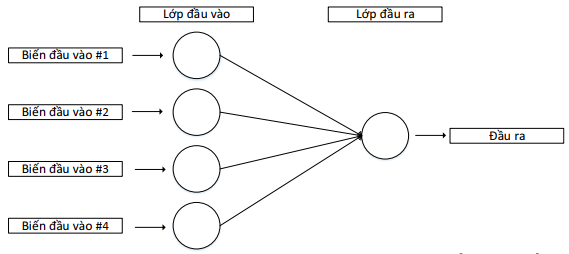 Lớp đầu vào
Lớp đầu ra
Biến đầu vào #1
Biến đầu vào #2
Biến đầu vào #3
Biến đầu vào #4
Đầu ra